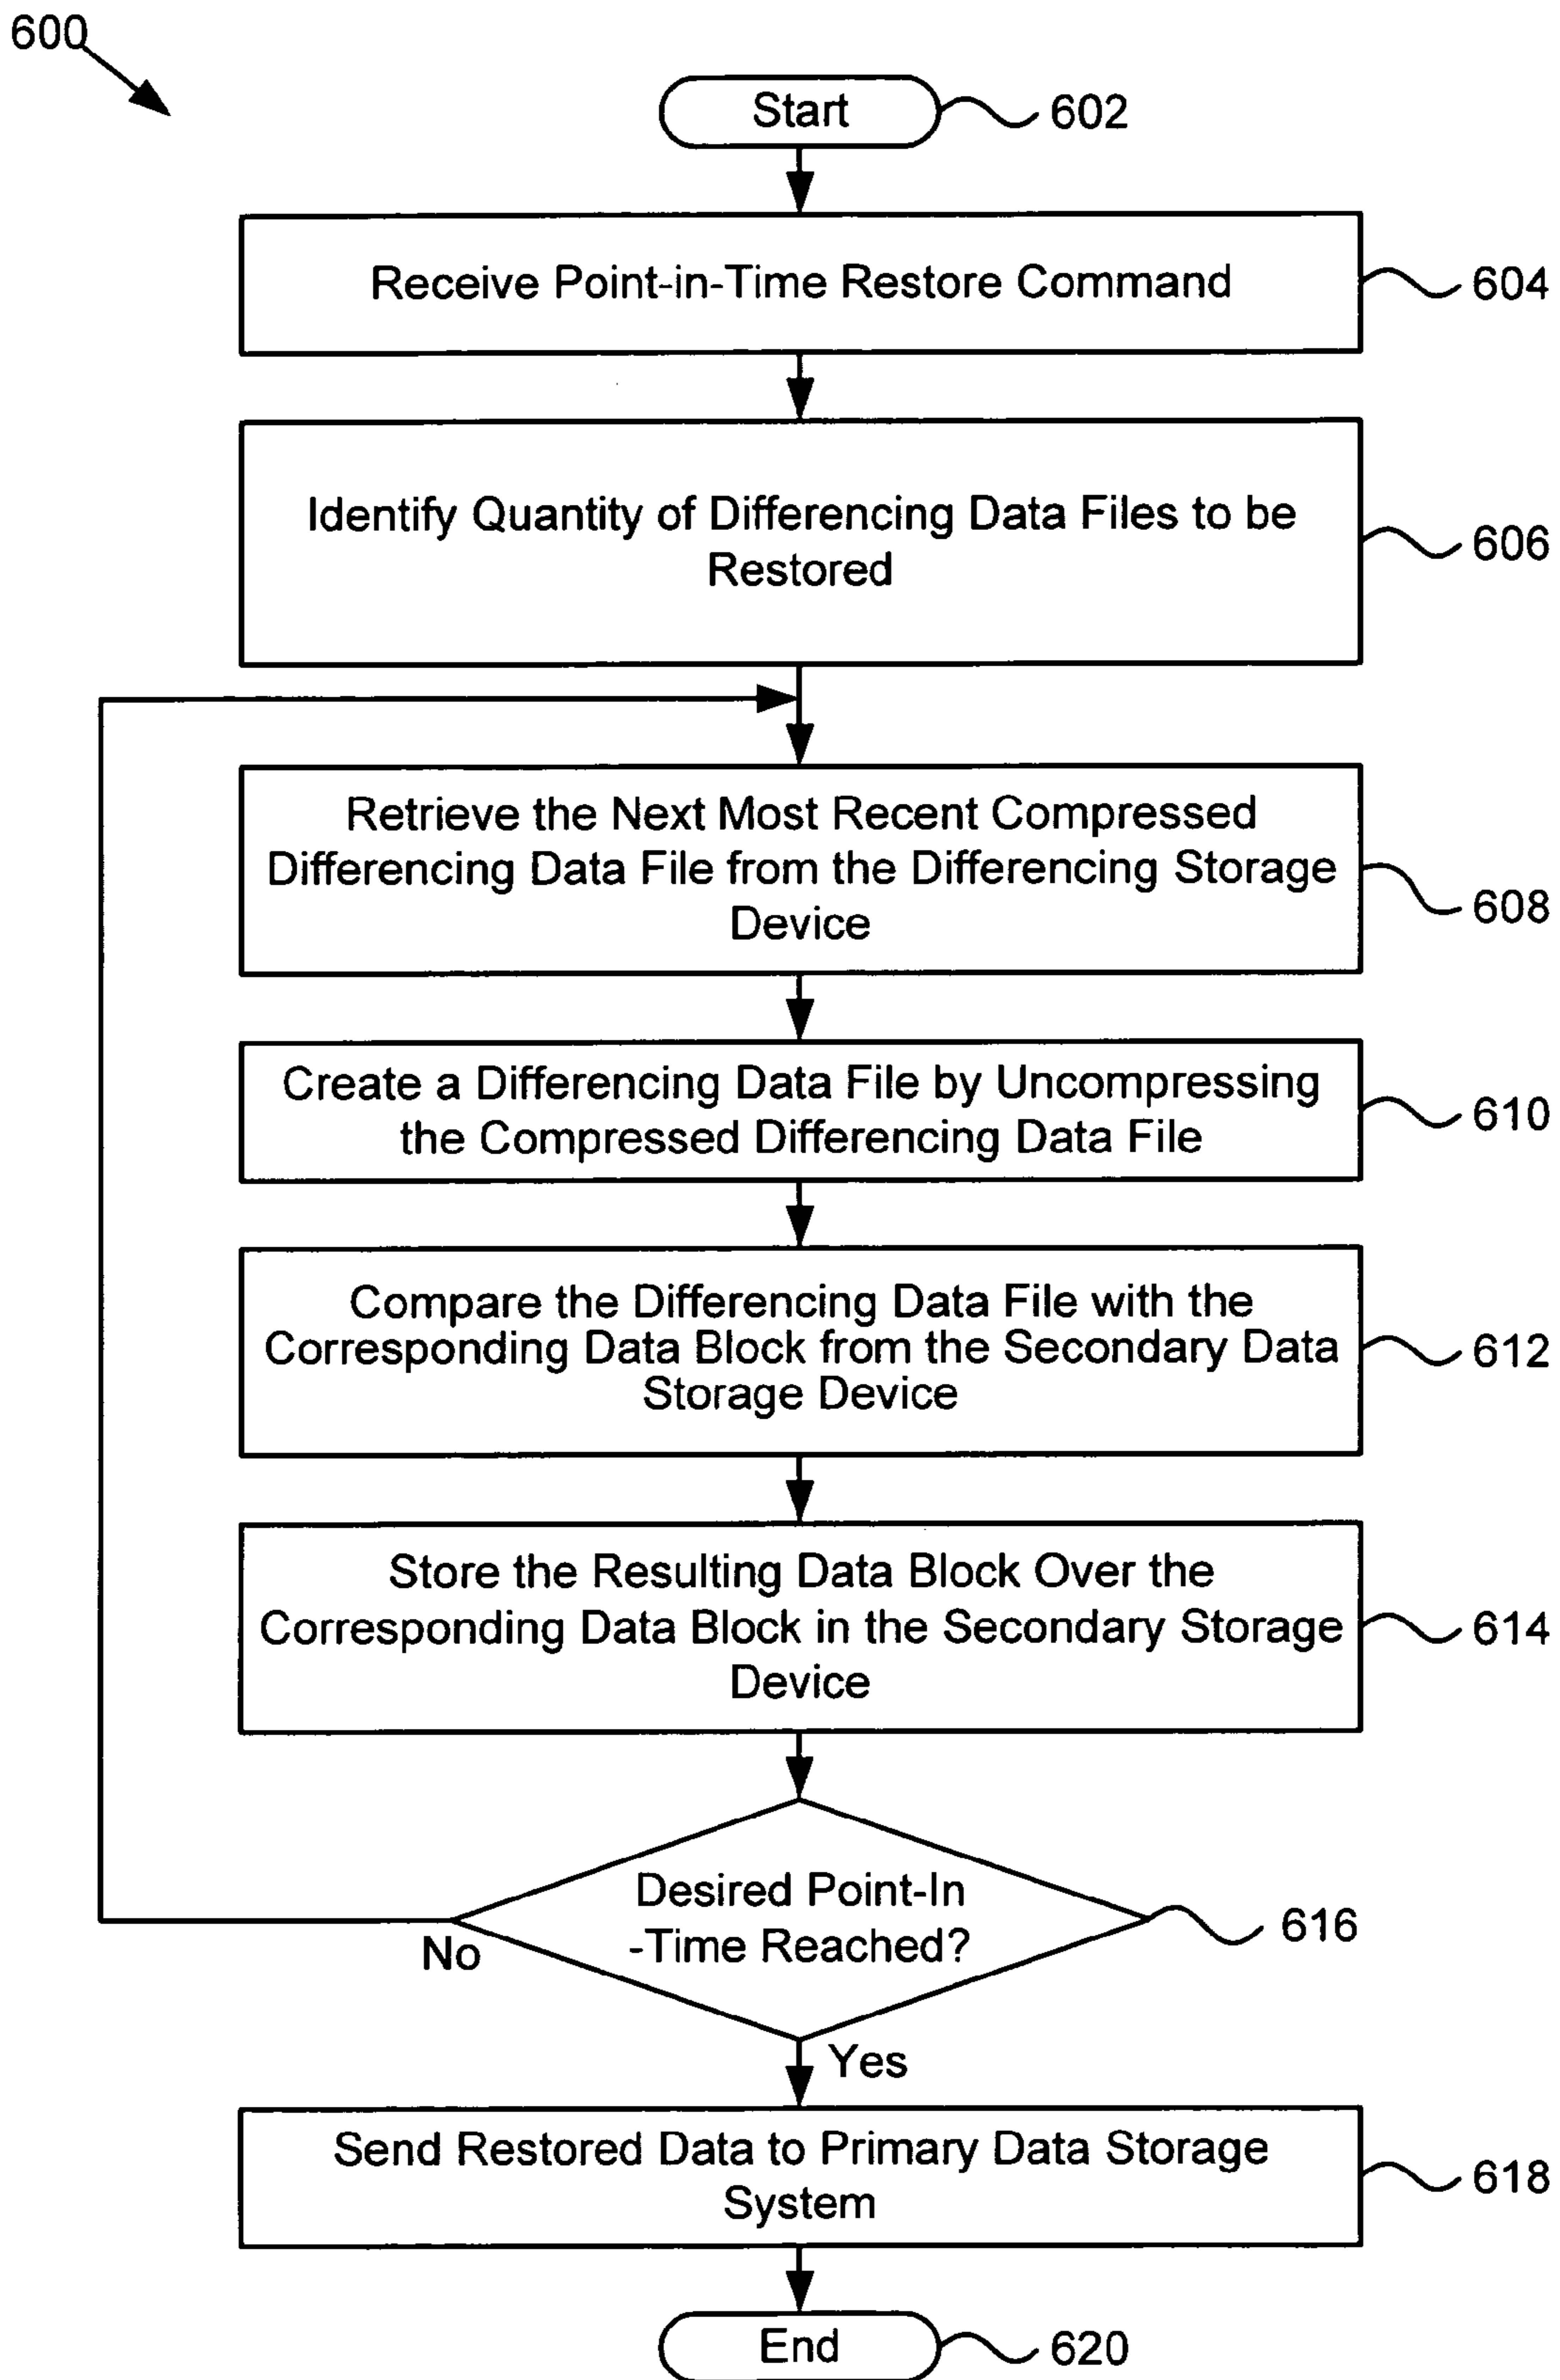 600
Start
602
Receive Point-in-Time Restore Command
604
Identify Quantity of Differencing Data Files to be
Restored
606
Retrieve the Next Most Recent Compressed
Differencing Data File from the Differencing Storage
Device
608
Create a Differencing Data File by Uncompressing
the Compressed Differencing Data File
610
Compare the Differencing Data File with the
Corresponding Data Block from the Secondary Data
Storage Device
612
Store the Resulting Data Block Over the
Corresponding Data Block in the Secondary Storage
Device
614
Desired Point-In
-Time Reached?
616
No
Yes
Send Restored Data to Primary Data Storage
System
618
End
620